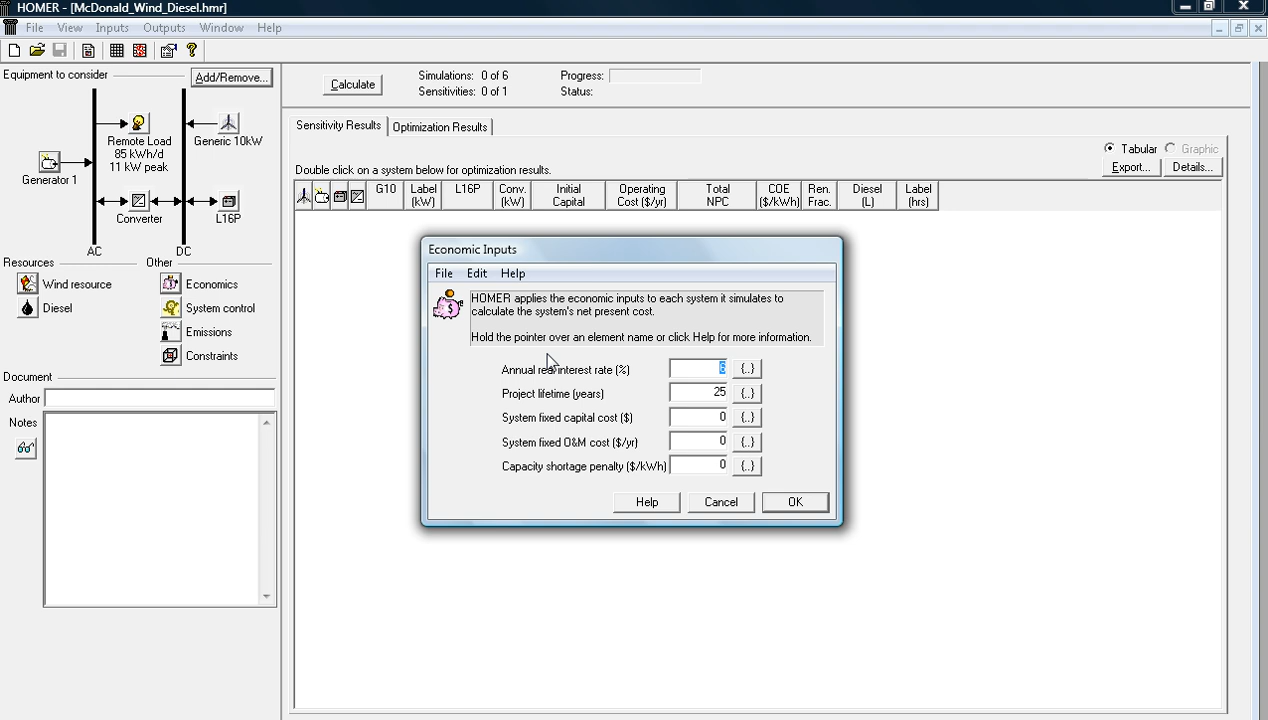 HOMER - [McDonald_Wind_Diesel.hmr]
File View Inputs Outputs Window Help
Equipment to consider
Add/Remove...
Calculate
Simulations: 0 of 6
Sensitivities: 0 of 1
Progress:
Status:
Generator 1
Remote Load
85 kWh/d
11 kW peak
Generic 10kW
Converter
L16P
AC
DC
Resources
Other
Wind resource
Diesel
Economics
System control
Emissions
Constraints
Document
Author
Notes
Sensitivity Results
Optimization Results
Tabular
Graphic
Double click on a system below for optimization results.
Export...
Details...
G10
Label
(kW)
L16P
Conv.
(kW)
Initial
Capital
Operating
Cost ($/yr)
Total
NPC
COE
($/kWh)
Ren.
Frac.
Diesel
(L)
Label
(hrs)
Economic Inputs
File Edit Help
HOMER applies the economic inputs to each system it simulates to
calculate the system's net present cost.
Hold the pointer over an element name or click Help for more information.
Annual real interest rate (%) 6 {..}
Project lifetime (years) 25 {..}
System fixed capital cost ($) 0 {..}
System fixed O&M cost ($/yr) 0 {..}
Capacity shortage penalty ($/kWh) 0 {..}
Help
Cancel
OK